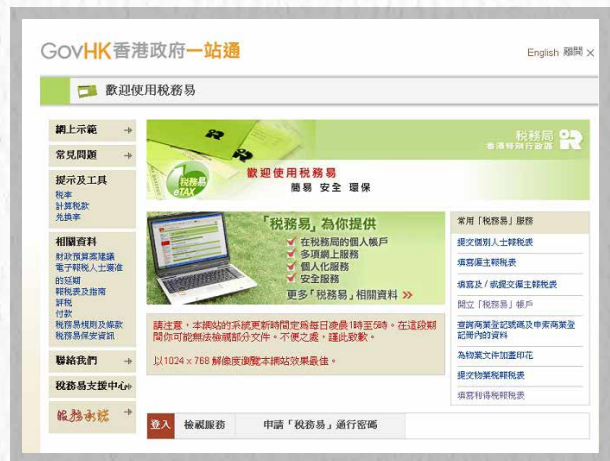 GovHK香港政府一站通
English 離開 ×
歡迎使用稅務易
網上示範
常見問題
提示及工具
稅率
計算稅款
兌換率
相關資料
財政預算案建議
電子報稅人士獲准
的延期
報稅表及指南
評稅
付款
稅務易規則及條款
稅務易保安資訊
聯絡我們
稅務易支援中心
服務承諾
稅務局
香港特別行政區
稅務易
eTAX
歡迎使用稅務易
簡易 安全 環保
「稅務易」為你提供
在稅務局的個人帳戶
多項網上服務
個人化服務
安全服務
更多「稅務易」相關資料
請注意，本網站的系統更新時間定爲每日凌晨1時至5時。在這段期
間你可能無法檢視部分文件。不便之處，謹此致歉。
以1024 x 768 解像度瀏覽本網站效果最佳。
常用「稅務易」服務
提交個別人士報稅表
填寫僱主報稅表
填寫及 / 或提交僱主報稅表
開立「稅務易」帳戶
查詢商業登記號碼及申索商業登
記冊內的資料
為物業文件加蓋印花
提交物業稅報稅表
填寫利得稅報稅表
登入
檢視服務
申請「稅務易」通行密碼